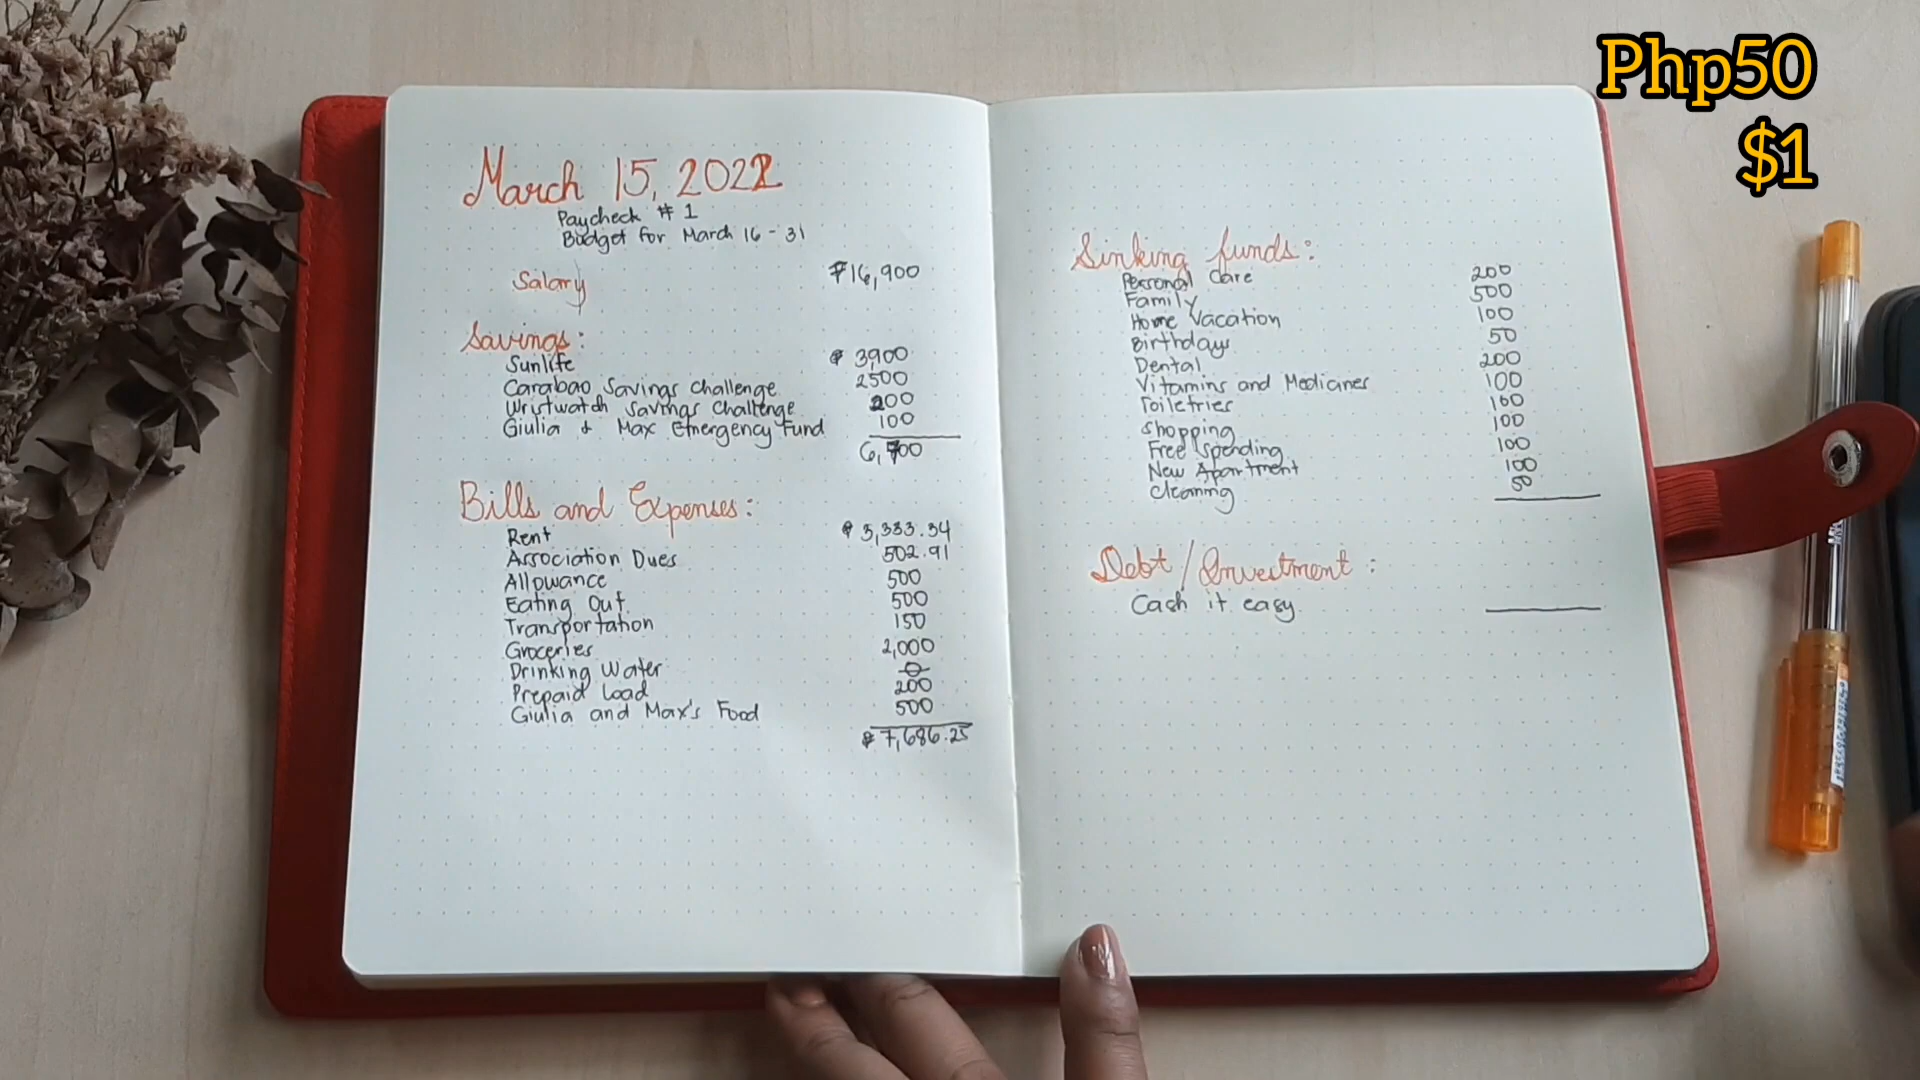 Php50
$1
March 15, 2022
Paycheck # 1
Budget for March 16 - 31
Salary ₱16,900
Savings:
Sunlife ₱ 3900
Carabao Savings Challenge 2500
Wristwatch Savings Challenge 200
Giulia & Max Emergency Fund 100
6,700
Bills and Expenses:
Rent ₱ 3,333.34
Association Dues 502.91
Allowance 500
Eating Out 500
Transportation 150
Groceries 2,000
Drinking Water 0
Prepaid Load 200
Giulia and Max's Food 500
₱ 7,686.25
Sinking funds:
Personal Care 200
Family 500
Home Vacation 100
Birthdays 50
Dental 200
Vitamins and Medicines 100
Toiletries 100
Shopping 100
Free Spending 100
New Apartment 100
Cleaning 50
Debt / Investment :
Cash it easy